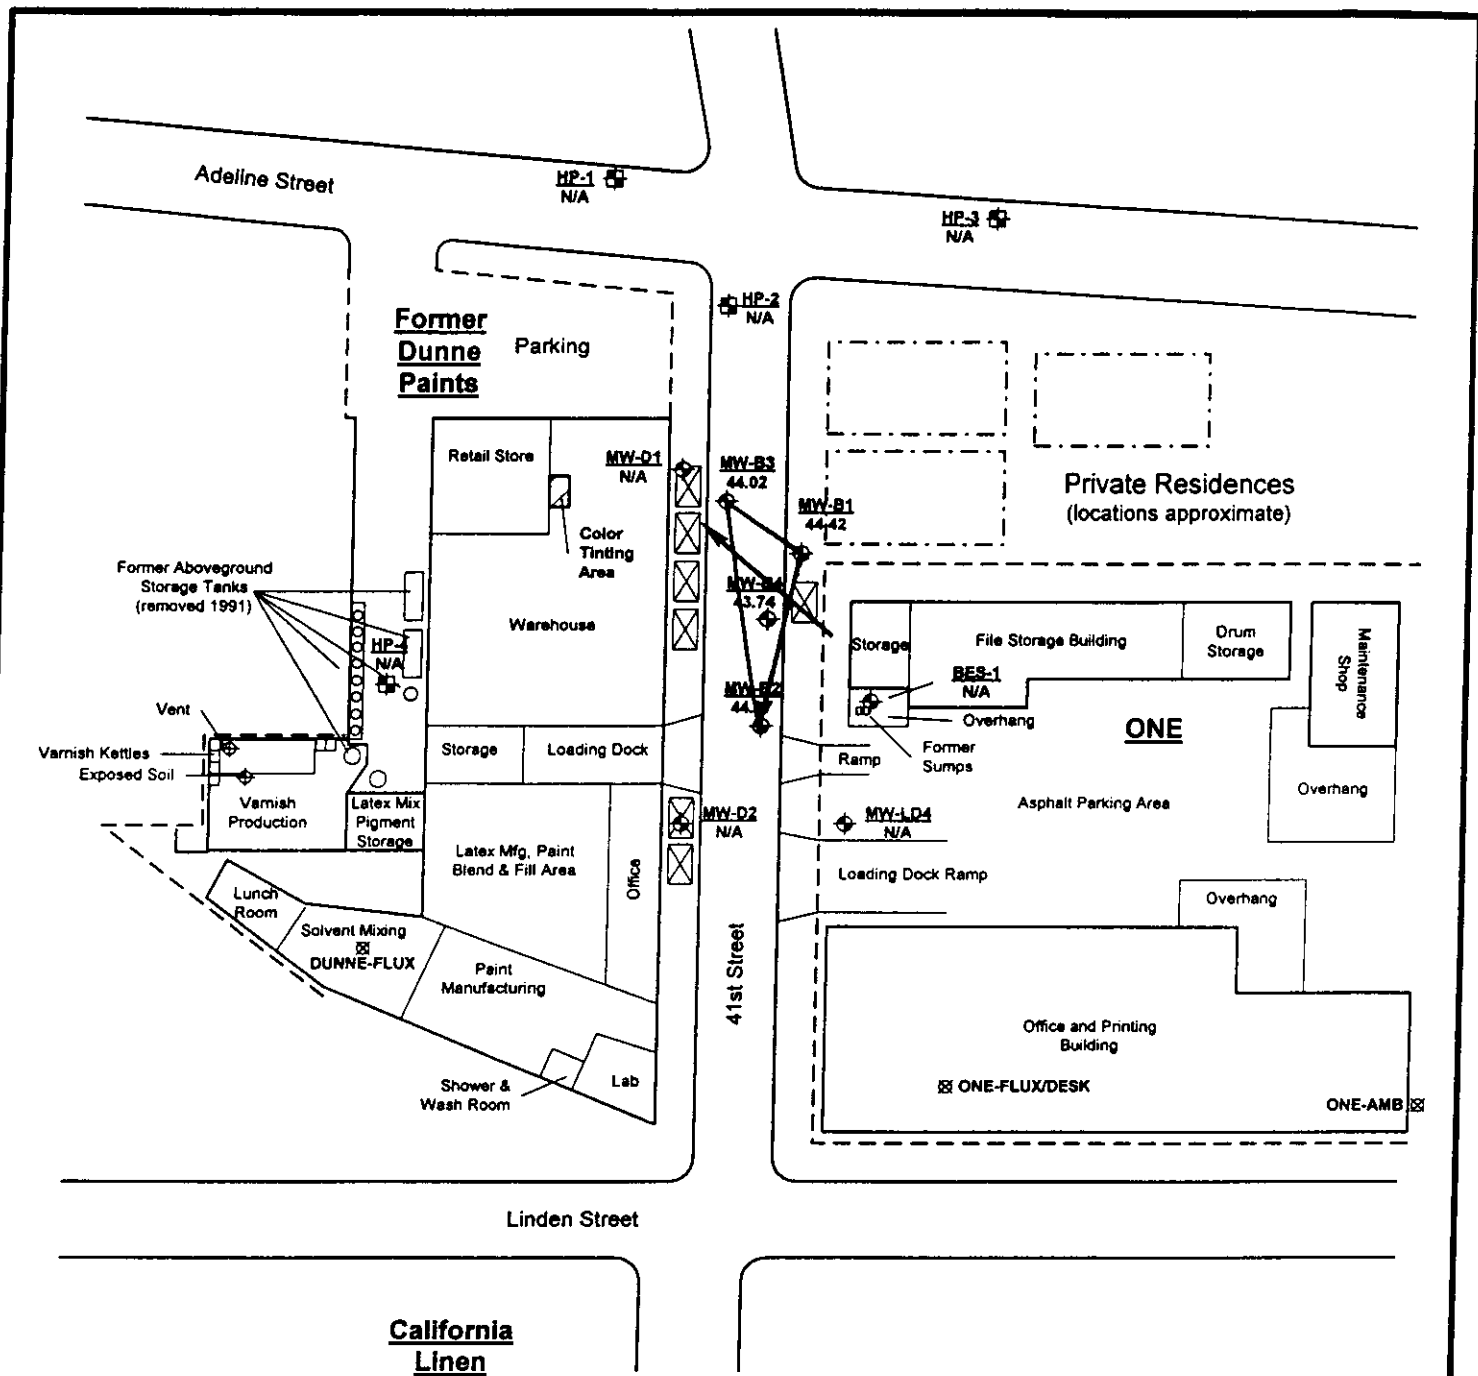 Adeline Street
HP-1
N/A
HP-3
N/A
HP-2
N/A
Former
Dunne
Paints
Parking
Retail Store
MW-D1
N/A
MW-B3
44.02
MW-B1
44.42
Private Residences
(locations approximate)
Color
Tinting
Area
Former Aboveground
Storage Tanks
(removed 1991)
MW-B4
43.74
Warehouse
HP-4
N/A
Storage
File Storage Building
Drum
Storage
Maintenance
Shop
BES-1
N/A
MW-B2
44.
Overhang
ONE
Vent
Varnish Kettles
Exposed Soil
Storage
Loading Dock
Former
Sumps
Ramp
Overhang
Varnish
Production
Latex Mix
Pigment
Storage
Asphalt Parking Area
MW-D2
N/A
MW-LD4
N/A
Latex Mfg, Paint
Blend & Fill Area
Office
Loading Dock Ramp
Lunch
Room
Overhang
Solvent Mixing
DUNNE-FLUX
Paint
Manufacturing
41st Street
Office and Printing
Building
Shower &
Wash Room
Lab
ONE-FLUX/DESK
ONE-AMB
Linden Street
California
Linen